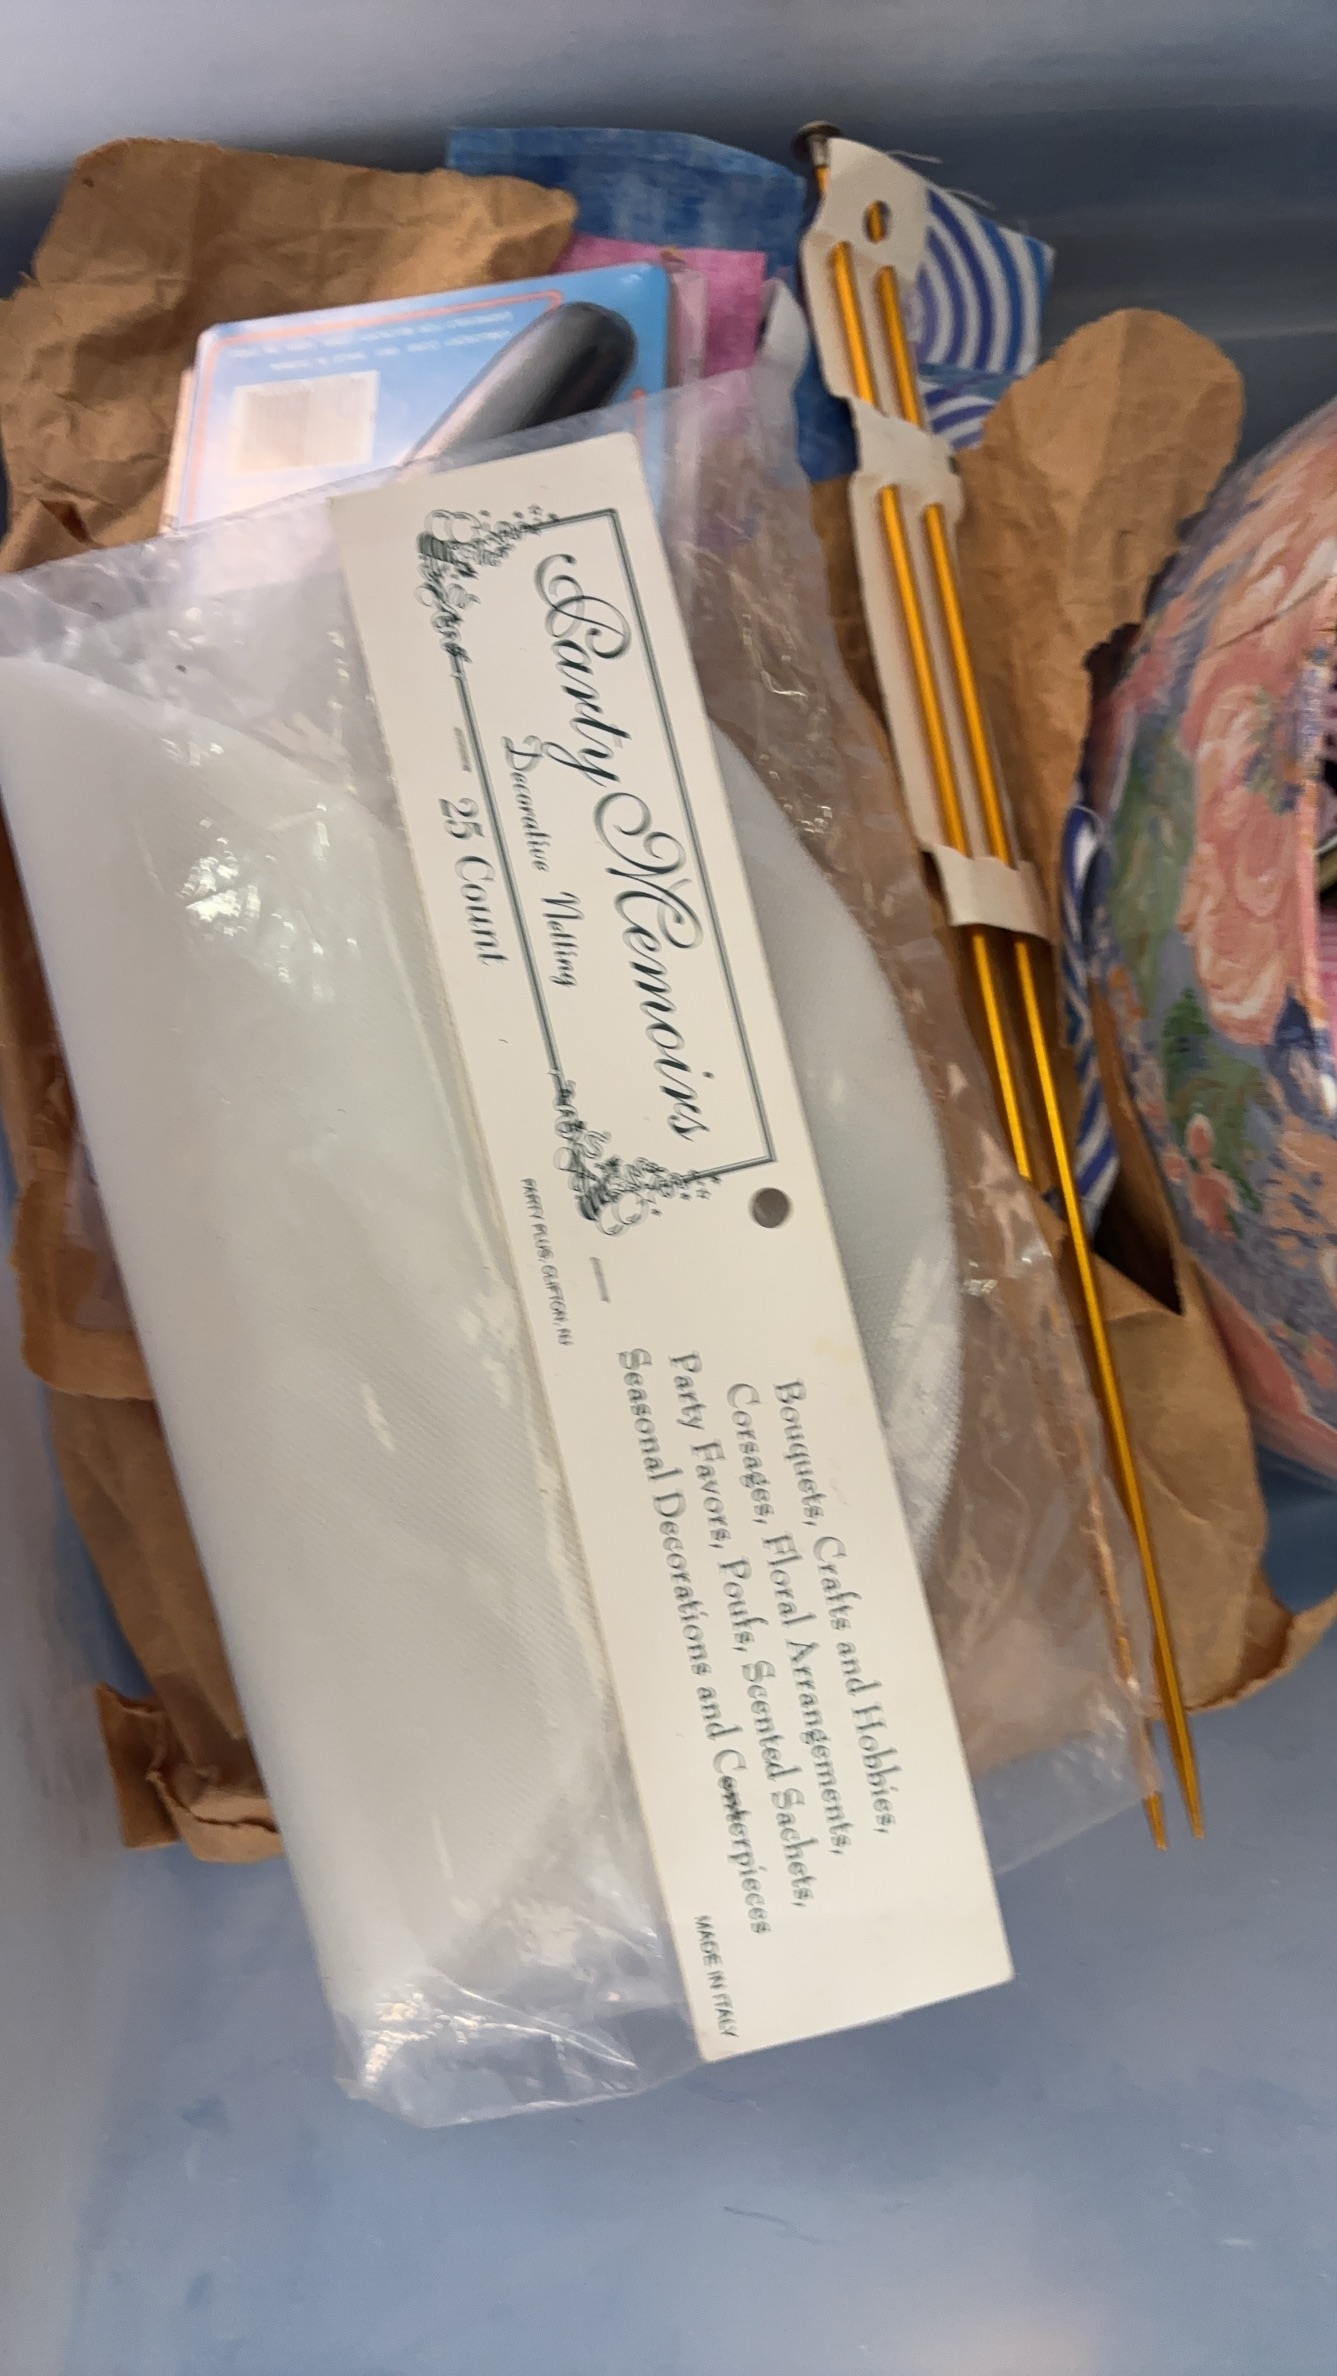 Party Memoirs
Decorative Netting
25 Count
PARTY PLUS, CLIFTON, NJ
Bouquets, Crafts and Hobbies,
Corsages, Floral Arrangements,
Party Favors, Poufs, Scented Sachets,
Seasonal Decorations and Centerpieces
MADE IN ITALY